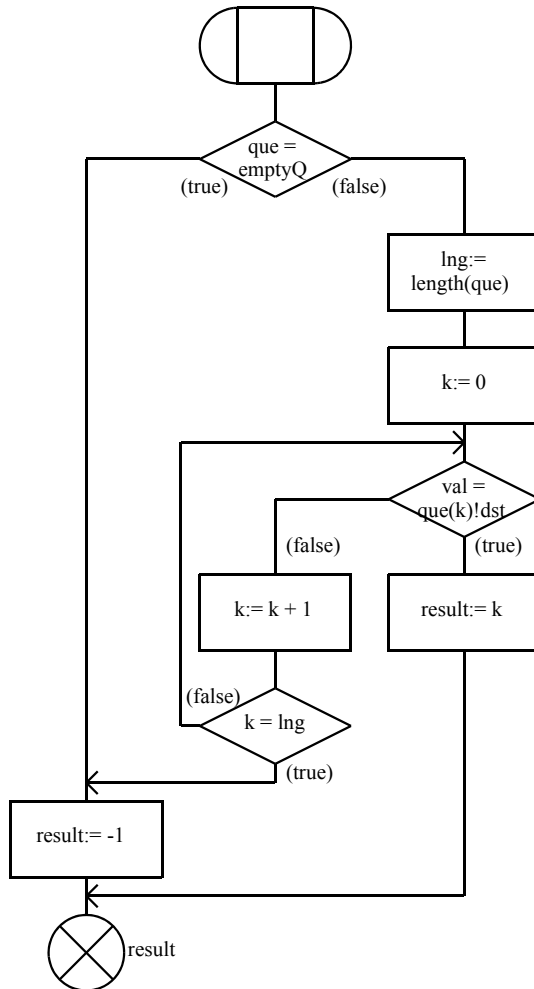 que =
emptyQ
(true)
(false)
lng:=
length(que)
k:= 0
val =
que(k)!dst
(false)
(true)
k:= k + 1
result:= k
(false)
k = lng
(true)
result:= -1
result